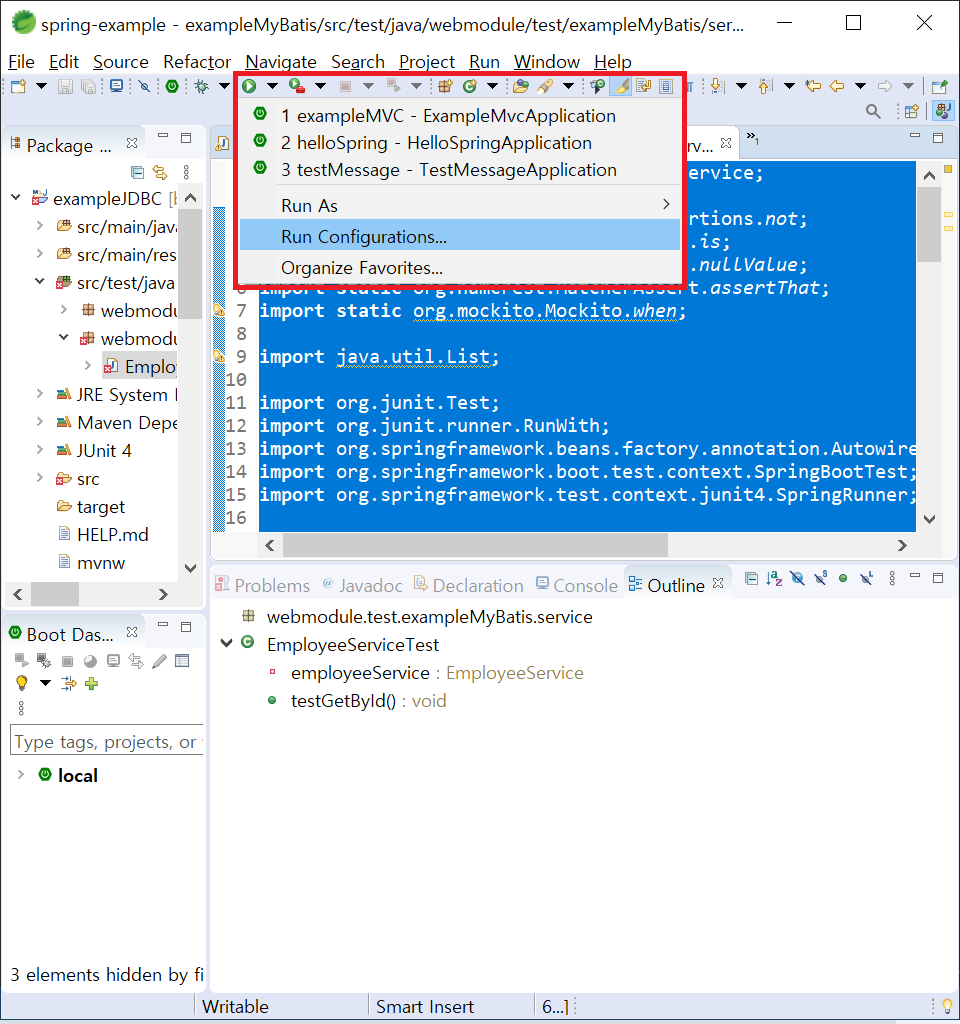 spring-example - exampleMyBatis/src/test/java/webmodule/test/exampleMyBatis/ser...
File Edit Source Refactor Navigate Search Project Run Window Help
1 exampleMVC - ExampleMvcApplication
2 helloSpring - HelloSpringApplication
3 testMessage - TestMessageApplication
Run As
Run Configurations...
Organize Favorites...
Package ...
exampleJDBC [b
src/main/java
src/main/res
src/test/java
webmodu
webmodu
Emplo
JRE System
Maven Depe
JUnit 4
src
target
HELP.md
mvnw
rv...
»1
ervice;
ertions.not;
.is;
.nullValue;
6 import static org.hamcrest.MatcherAssert.assertThat;
7 import static org.mockito.Mockito.when;
8
9 import java.util.List;
10
11 import org.junit.Test;
12 import org.junit.runner.RunWith;
13 import org.springframework.beans.factory.annotation.Autowire
14 import org.springframework.boot.test.context.SpringBootTest;
15 import org.springframework.test.context.junit4.SpringRunner;
16
Problems @ Javadoc Declaration Console Outline
webmodule.test.exampleMyBatis.service
EmployeeServiceTest
employeeService : EmployeeService
testGetById() : void
Boot Das...
Type tags, projects, or
local
3 elements hidden by fi
Writable Smart Insert 6...]